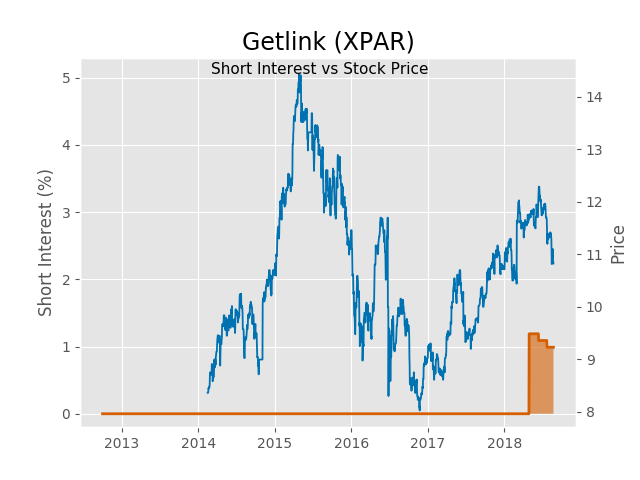 Getlink (XPAR)
Short Interest vs Stock Price
Short Interest (%)
5
4
3
2
1
0
14
13
12
11
10
9
8
Price
2013 2014 2015 2016 2017 2018